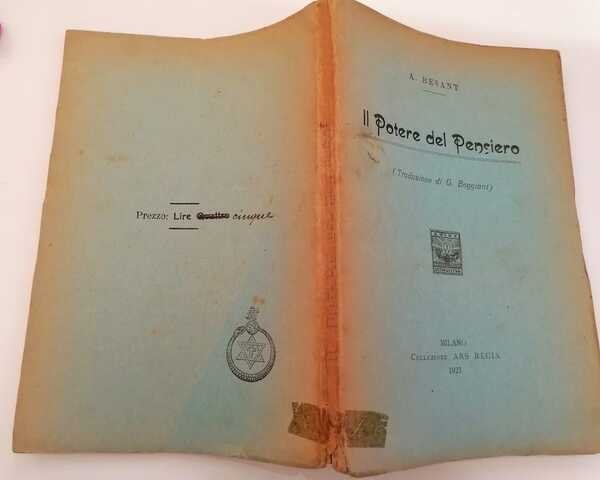 Prezzo: Lire Quattro cinque
A. BESANT
Il Potere del Pensiero
(Traduzione di G. Boggiani)
MILANO
COLLEZIONE ARS REGIA
1921